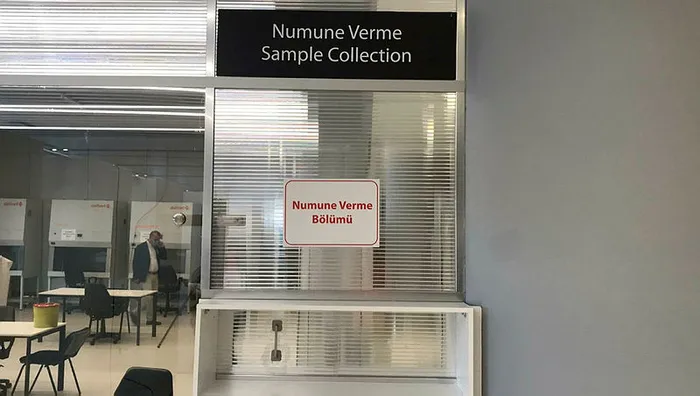 Numune Verme
Sample Collection
Numune Verme
Bölümü